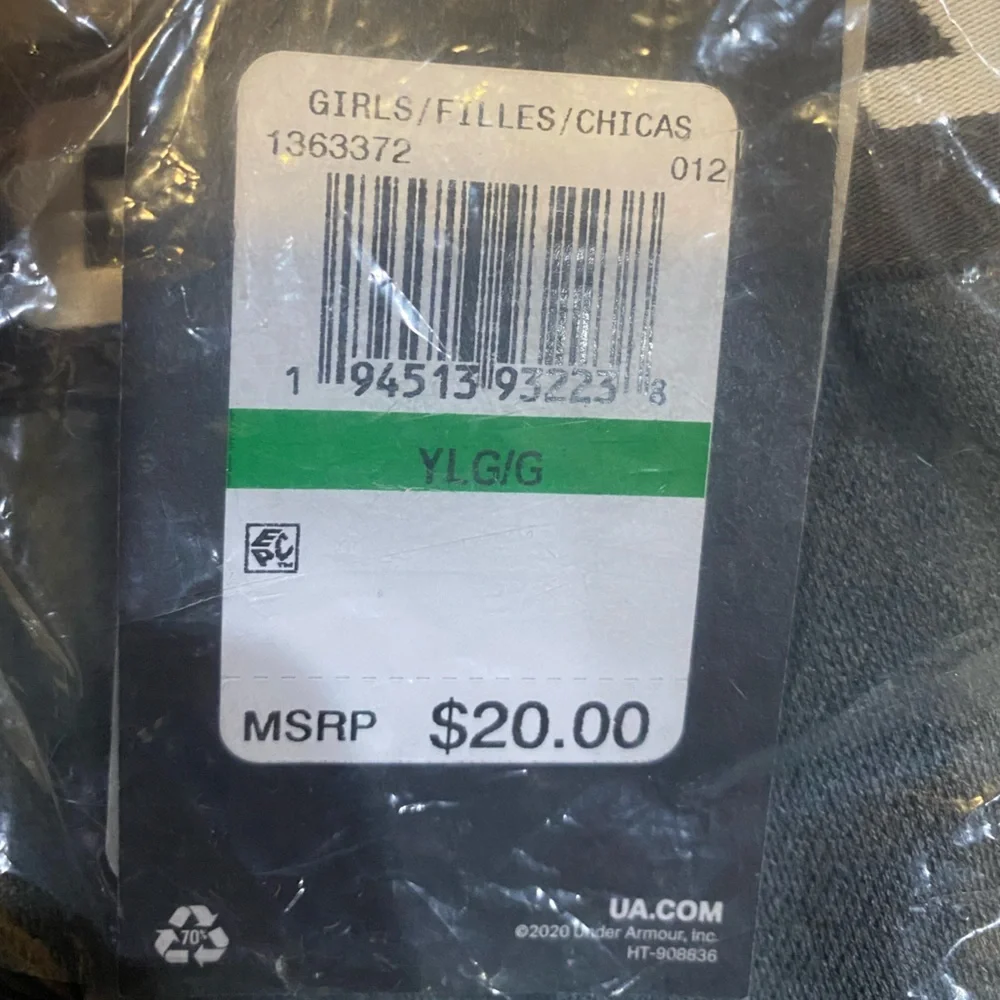 GIRLS/FILLES/CHICAS
1363372
012
1 94513 93223 8
YLG/G
EPC™
MSRP $20.00
70%
UA.COM
©2020 Under Armour, Inc.
HT-908836